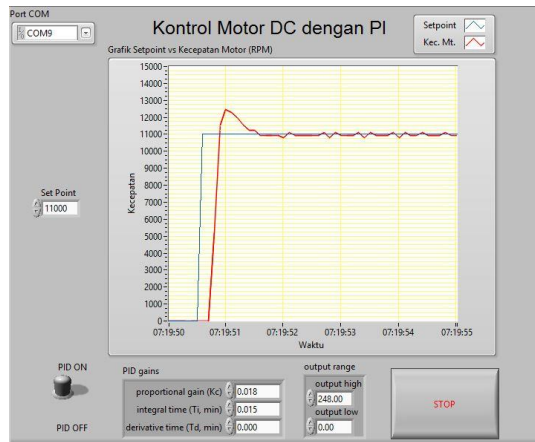 Port COM
COM9
Kontrol Motor DC dengan PI
Setpoint
Kec. Mt.
Grafik Setpoint vs Kecepatan Motor (RPM)
15000
14000
13000
12000
11000
10000
9000
8000
7000
6000
5000
4000
3000
2000
1000
0
Kecepatan
07:19:50
07:19:51
07:19:52
07:19:53
07:19:54
07:19:55
Waktu
Set Point
11000
PID ON
PID OFF
PID gains
proportional gain (Kc) 0.018
integral time (Ti, min) 0.015
derivative time (Td, min) 0.000
output range
output high
248.00
output low
0.00
STOP